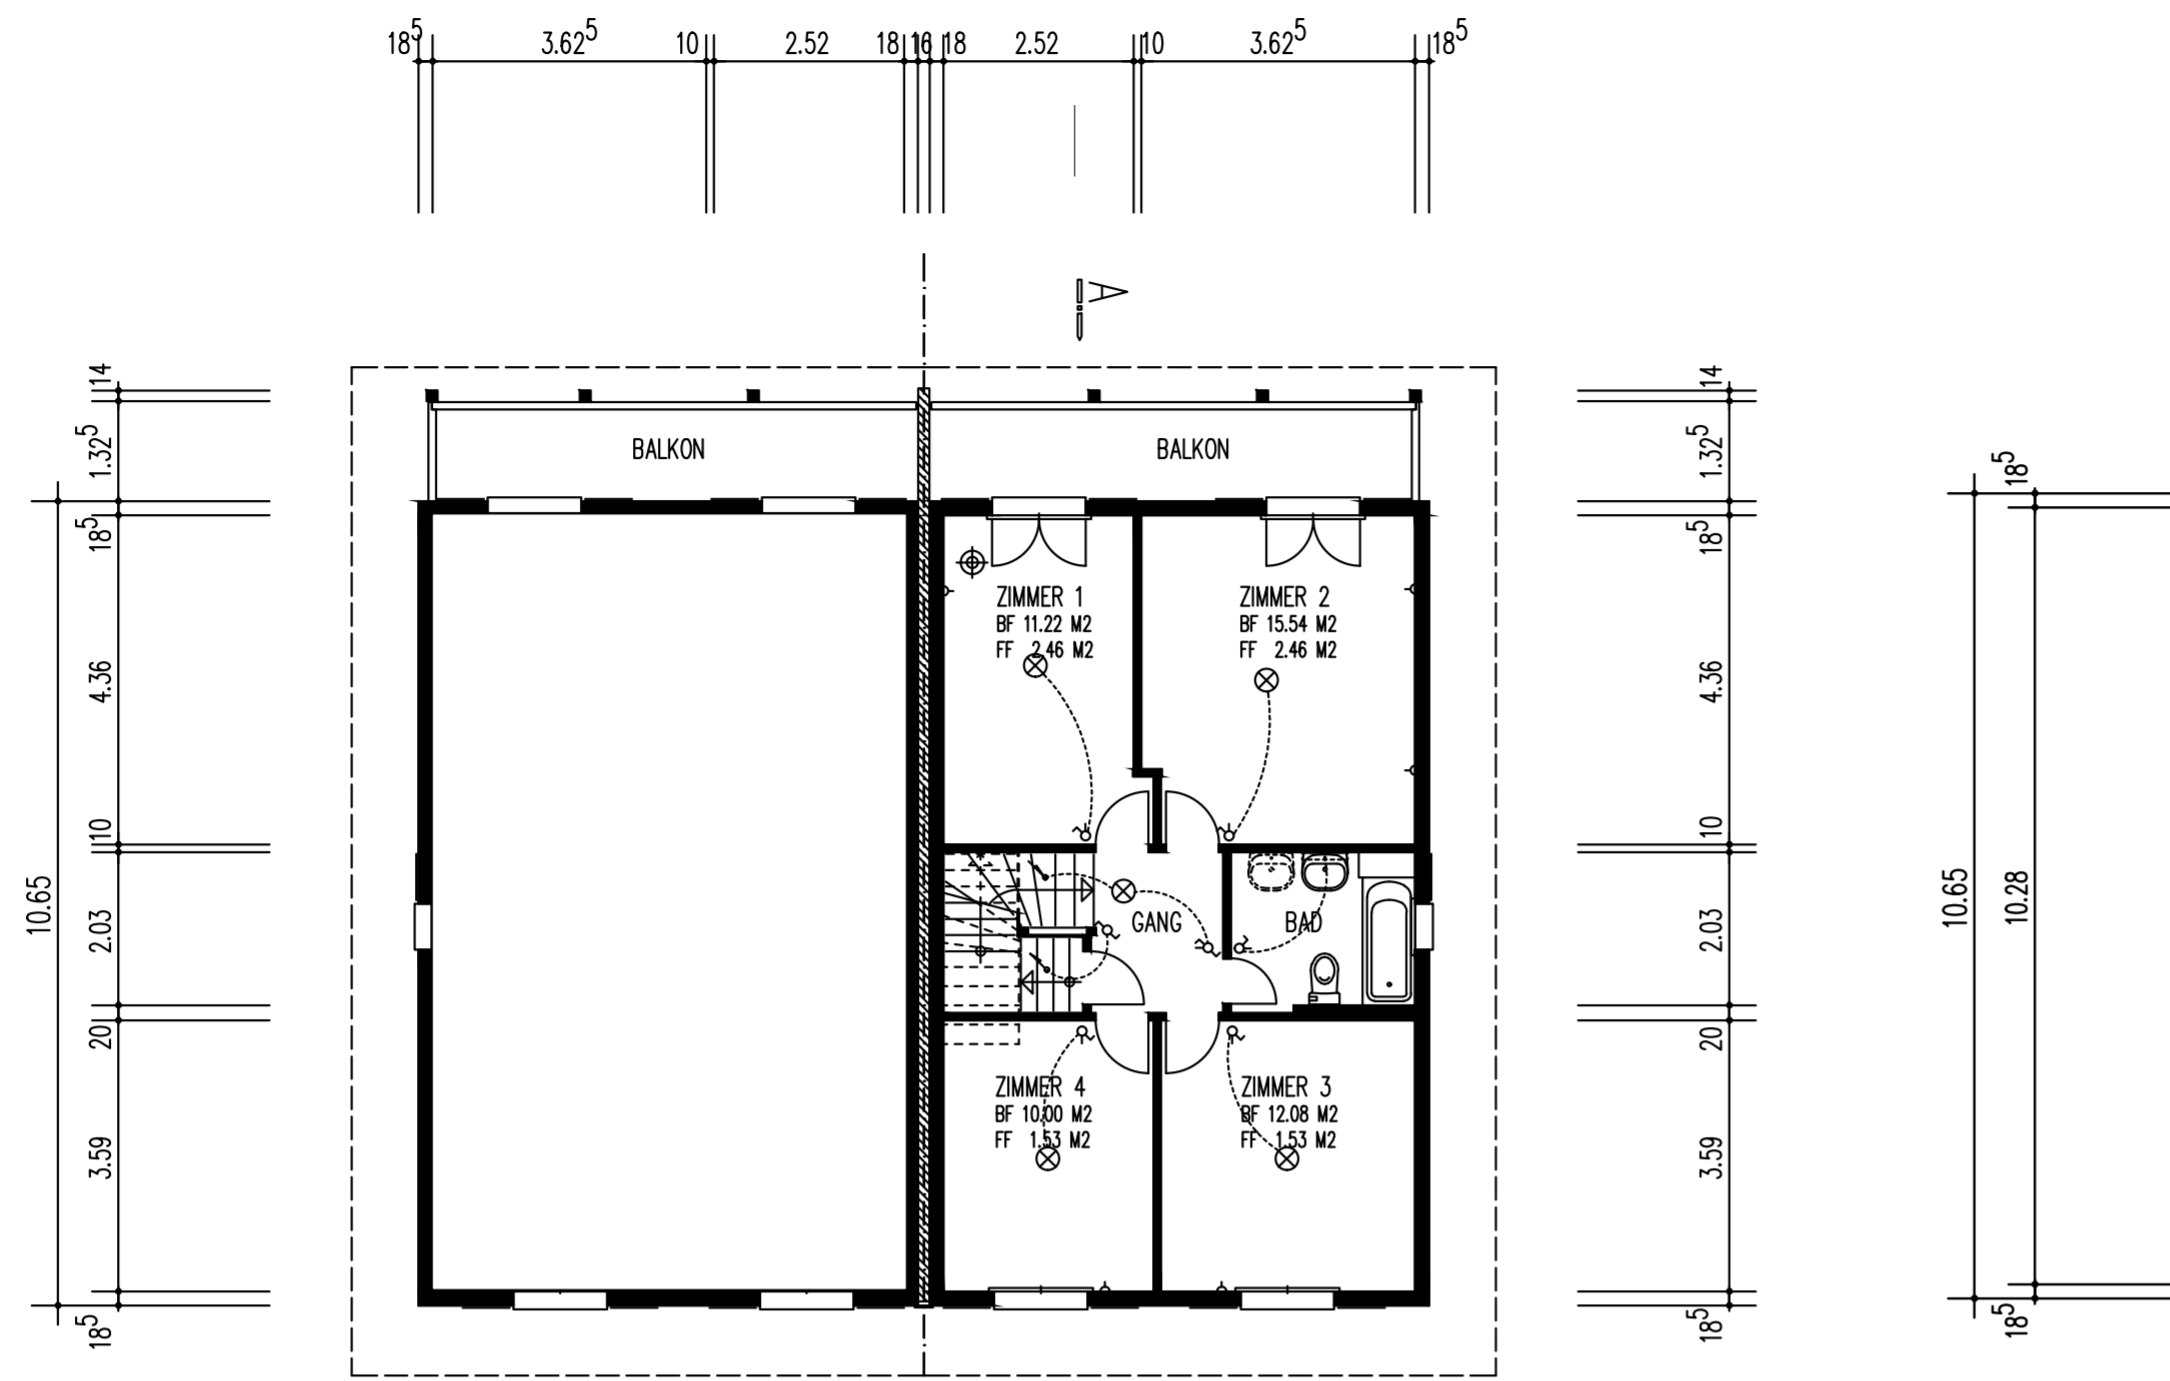 18⁵ 3.62⁵ 10 2.52 18 16 18 2.52 10 3.62⁵ 18⁵
A
14
1.32⁵
18⁵
4.36
10
2.03
20
3.59
18⁵
10.65
BALKON
BALKON
ZIMMER 1
BF 11.22 M2
FF 2.46 M2
ZIMMER 2
BF 15.54 M2
FF 2.46 M2
GANG
BAD
ZIMMER 4
BF 10.00 M2
FF 1.53 M2
ZIMMER 3
BF 12.08 M2
FF 1.53 M2
14
1.32⁵
18⁵
4.36
10
2.03
20
3.59
18⁵
10.65
18⁵
10.28
18⁵